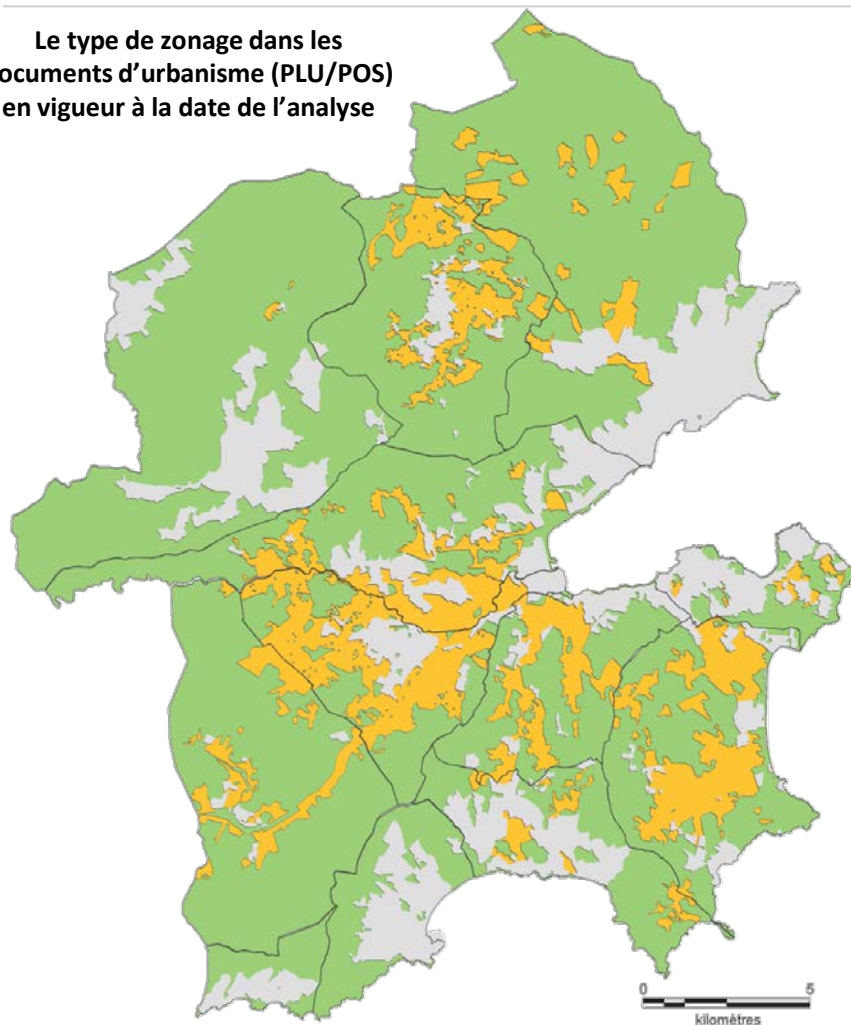 Le type de zonage dans les
ocuments d’urbanisme (PLU/POS)
en vigueur à la date de l’analyse
0 5
kilomètres